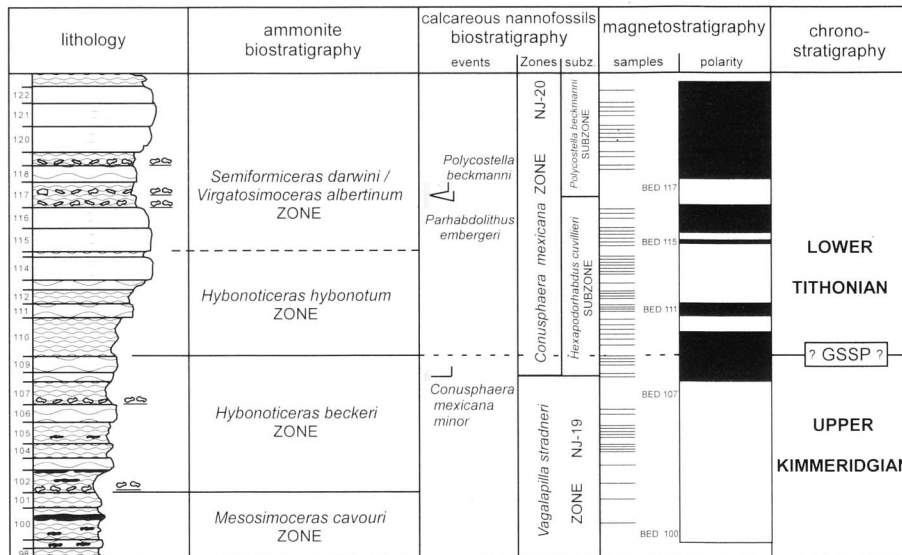 lithology
ammonite
biostratigraphy
calcareous nannofossils
biostratigraphy
events
Zones
subz.
magnetostratigraphy
samples
polarity
chrono-
stratigraphy
122
121
120
118
117
116
115
114
112
111
110
109
107
106
105
104
102
101
100
98
Semiformiceras darwini /
Virgatosimoceras albertinum
ZONE
Hybonoticeras hybonotum
ZONE
Hybonoticeras beckeri
ZONE
Mesosimoceras cavouri
ZONE
Polycostella
beckmanni
Parhabdolithus
embergeri
Conusphaera
mexicana
minor
Conusphaera mexicana ZONE NJ-20
Vagalapilla stradneri
ZONE NJ-19
Polycostella beckmanni
SUBZONE
Hexapodorhabdus cuvillieri
SUBZONE
BED 117
BED 115
BED 111
BED 107
BED 100
LOWER
TITHONIAN
? GSSP ?
UPPER
KIMMERIDGIAN